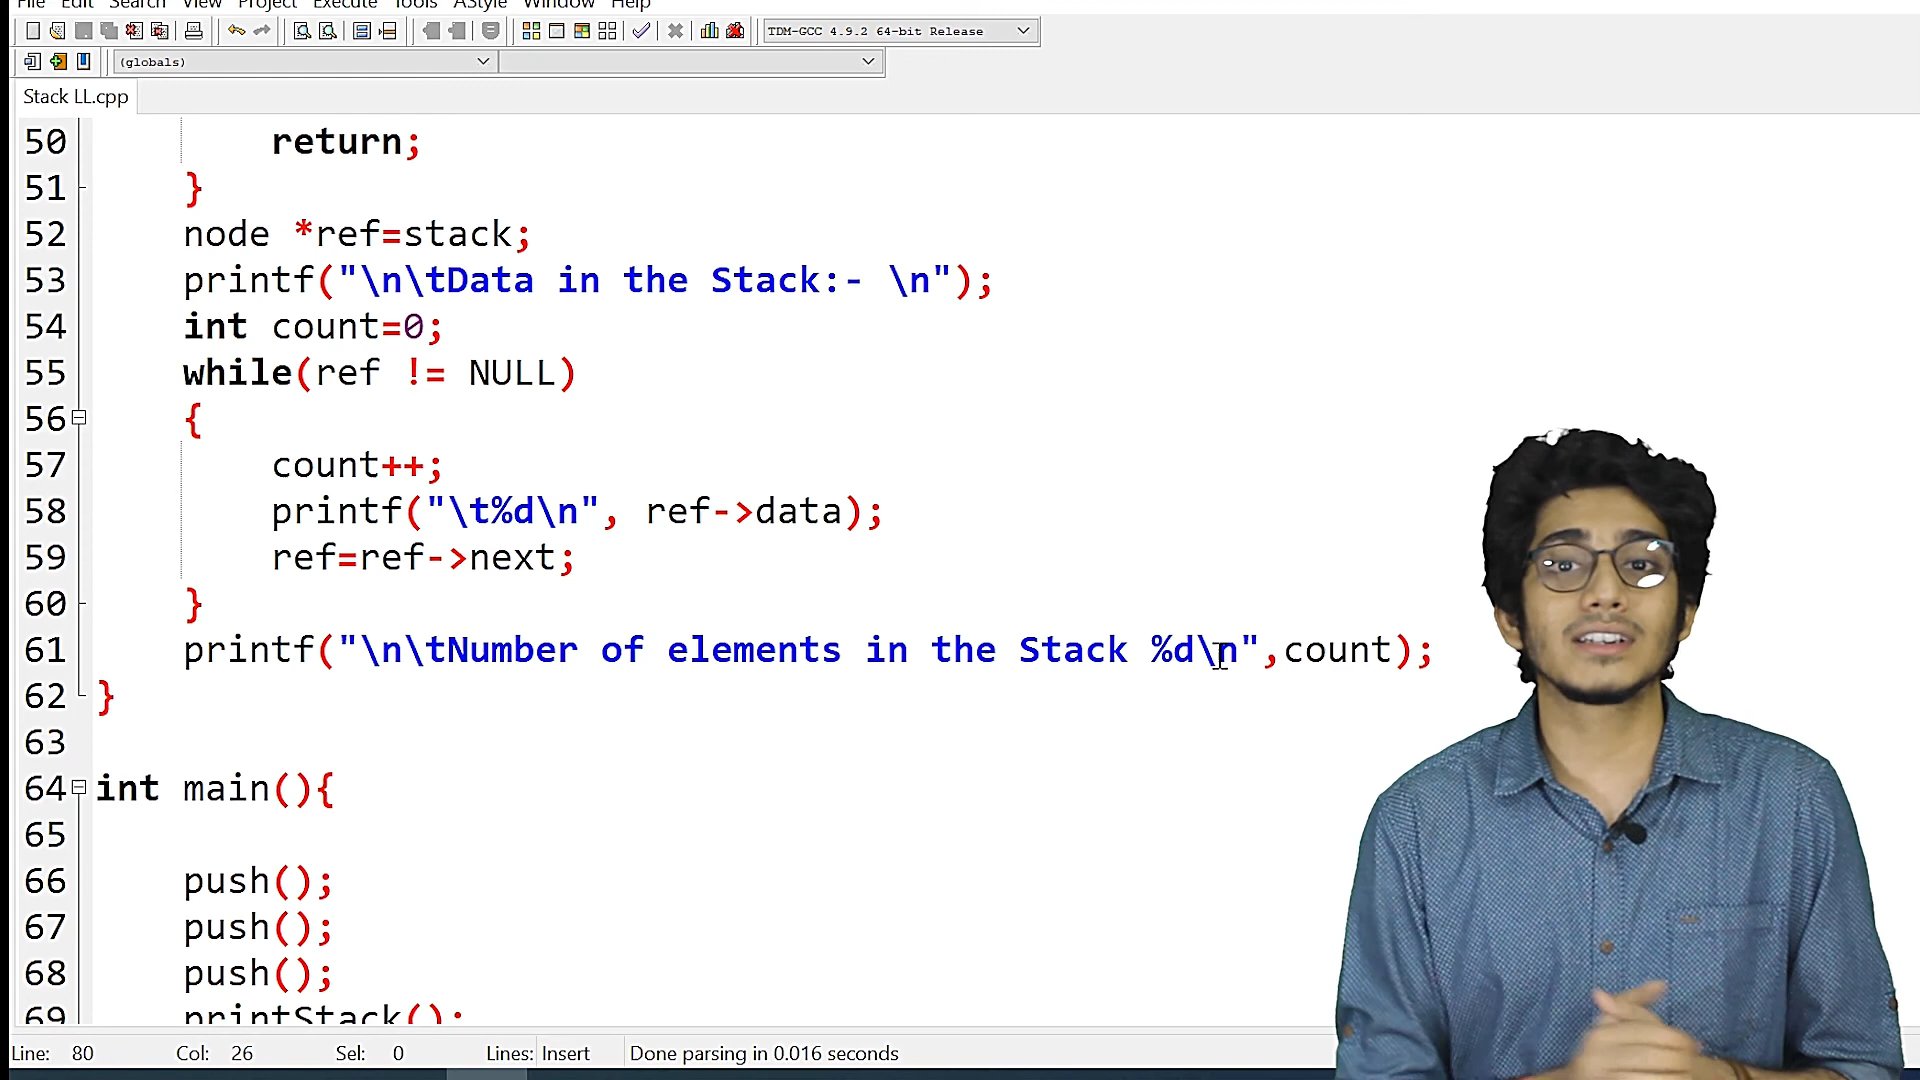 File Edit Search View Project Execute Tools AStyle Window Help
TDM-GCC 4.9.2 64-bit Release
(globals)
Stack LL.cpp
50 return;
51 }
52 node *ref=stack;
53 printf("\n\tData in the Stack:- \n");
54 int count=0;
55 while(ref != NULL)
56 {
57 count++;
58 printf("\t%d\n", ref->data);
59 ref=ref->next;
60 }
61 printf("\n\tNumber of elements in the Stack %d\n",count);
62 }
63
64 int main(){
65
66 push();
67 push();
68 push();
69 printStack();
Line: 80 Col: 26 Sel: 0 Lines: Insert Done parsing in 0.016 seconds